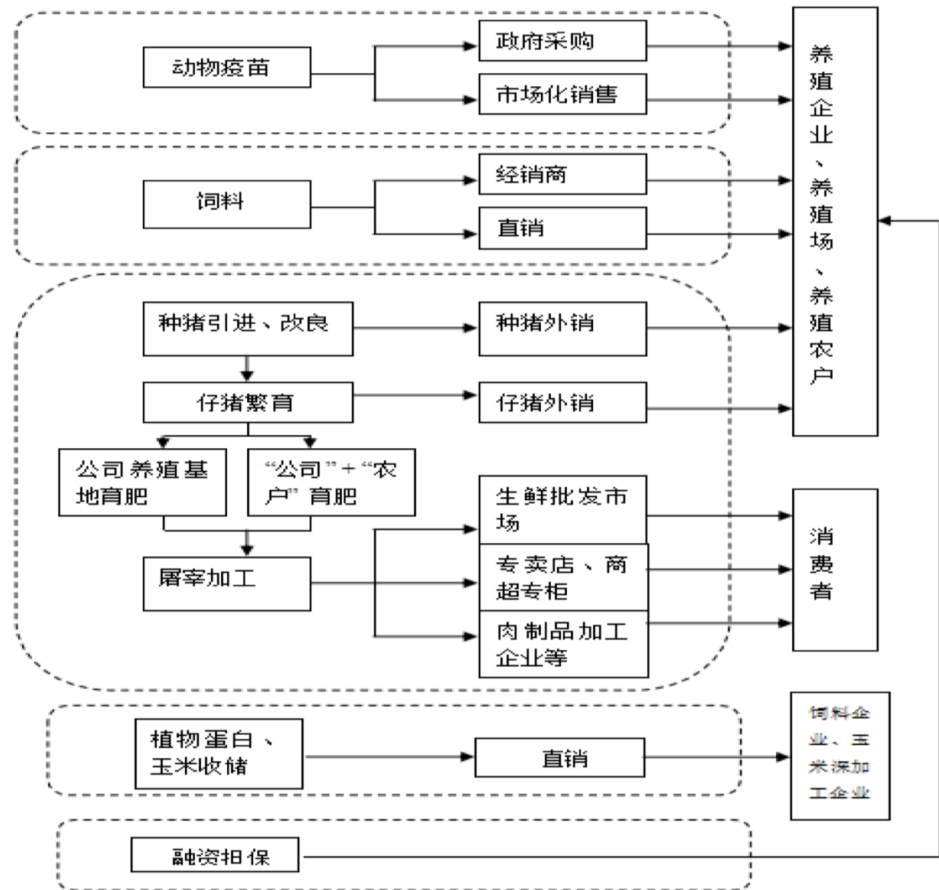 动物疫苗
政府采购
市场化销售
养
殖
企
业
、
养
殖
场
、
养
殖
农
户
饲料
经销商
直销
种猪引进、改良
种猪外销
仔猪繁育
仔猪外销
公司养殖基
地育肥
“公司”+“农
户”育肥
生鲜批发市
场
屠宰加工
专卖店、商
超专柜
肉制品加工
企业等
消
费
者
植物蛋白、
玉米收储
直销
饲料企
业、玉
米深加
工企业
融资担保